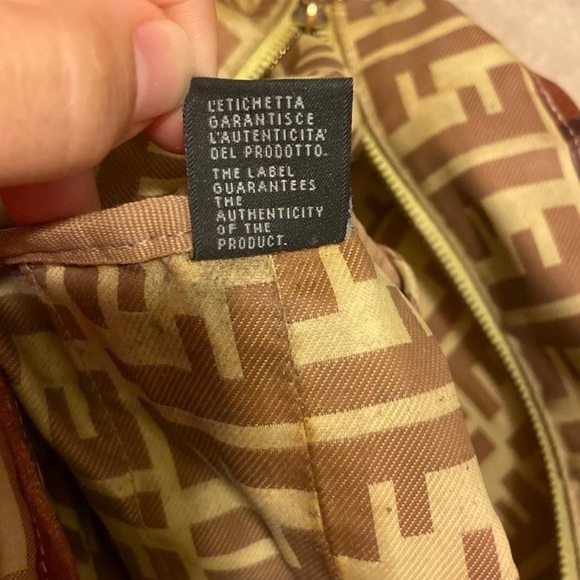 L'ETICHETTA
GARANTISCE
L'AUTENTICITA'
DEL PRODOTTO.
THE LABEL
GUARANTEES
THE
AUTHENTICITY
OF THE
PRODUCT.